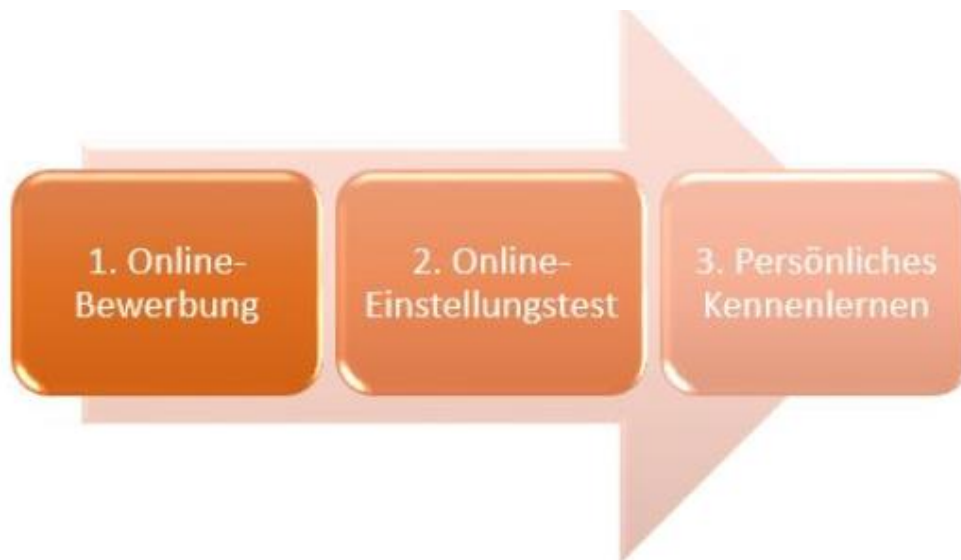 1. Online-
Bewerbung
2. Online-
Einstellungstest
3. Persönliches
Kennenlernen